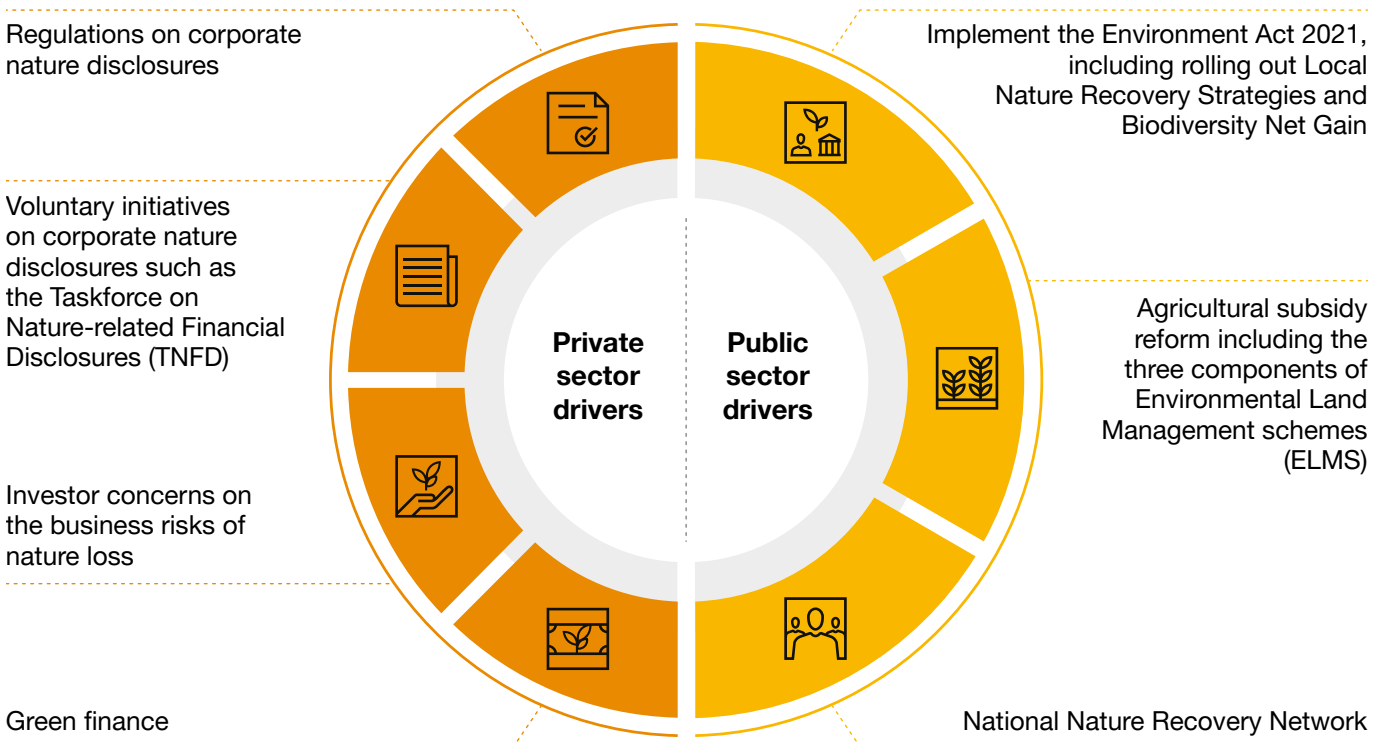 Regulations on corporate
nature disclosures
Voluntary initiatives
on corporate nature
disclosures such as
the Taskforce on
Nature-related Financial
Disclosures (TNFD)
Investor concerns on
the business risks of
nature loss
Green finance
Private
sector
drivers
Public
sector
drivers
Implement the Environment Act 2021,
including rolling out Local
Nature Recovery Strategies and
Biodiversity Net Gain
Agricultural subsidy
reform including the
three components of
Environmental Land
Management schemes
(ELMS)
National Nature Recovery Network